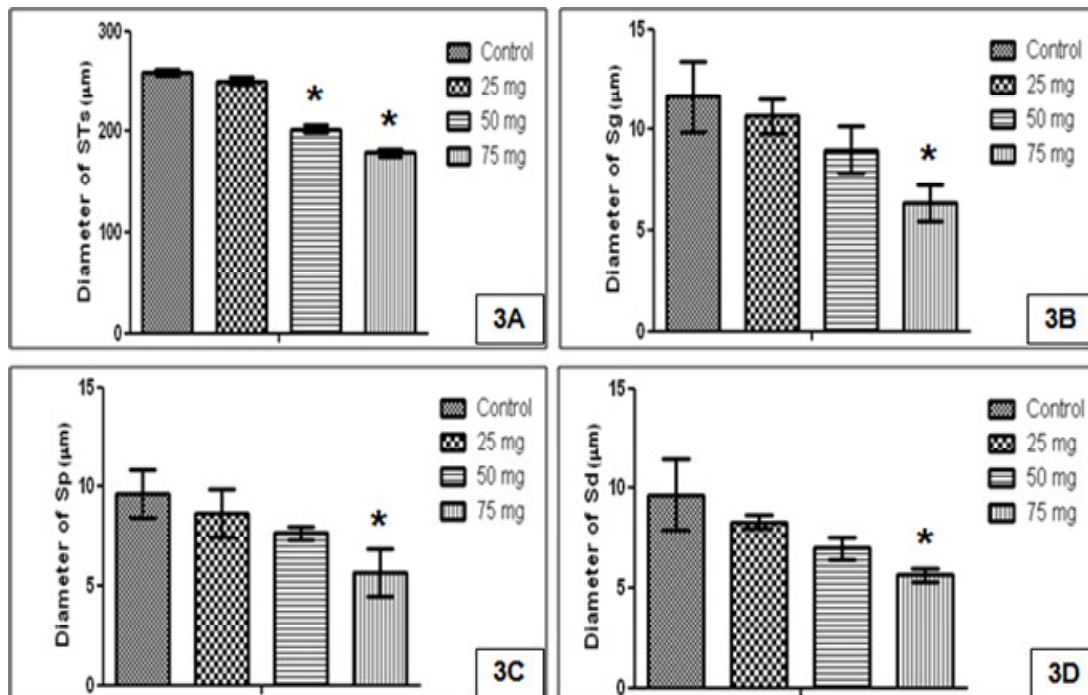 Diameter of STs (µm)
300
200
100
0
*
*
Control
25 mg
50 mg
75 mg
3A
Diameter of Sg (µm)
15
10
5
0
*
Control
25 mg
50 mg
75 mg
3B
Diameter of Sp (µm)
15
10
5
0
*
Control
25 mg
50 mg
75 mg
3C
Diameter of Sd (µm)
15
10
5
0
*
Control
25 mg
50 mg
75 mg
3D